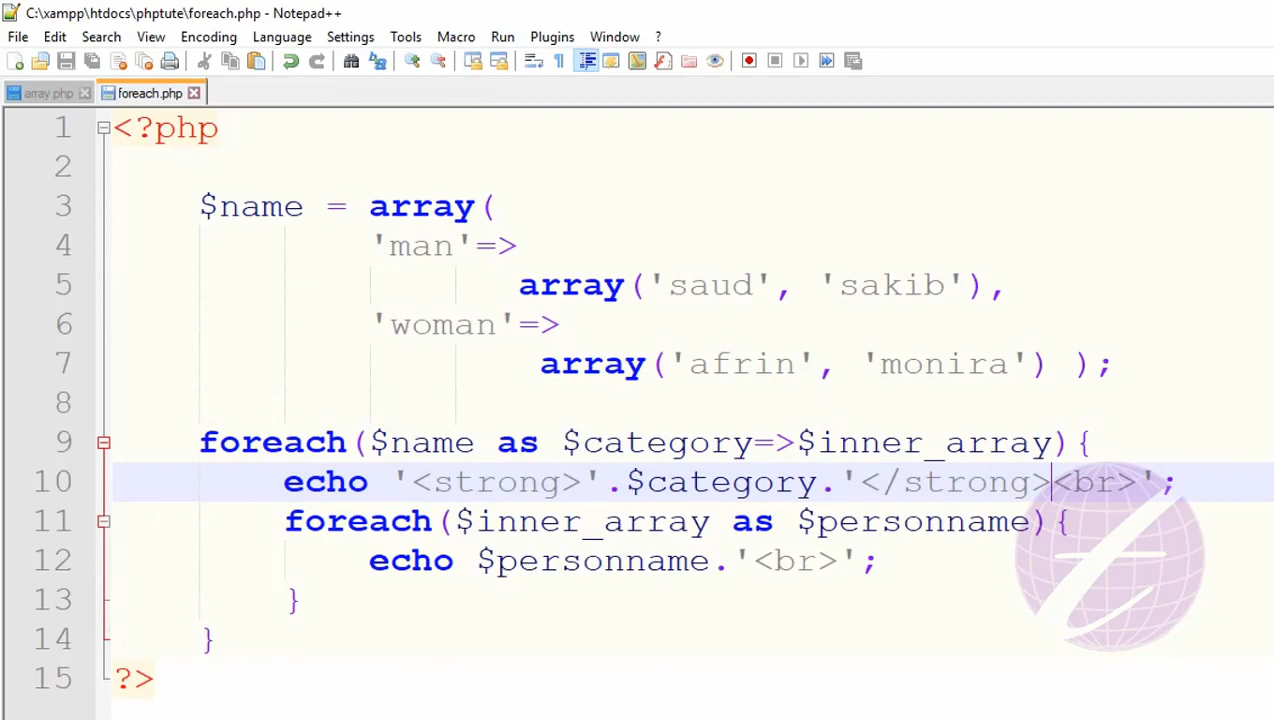 C:\xampp\htdocs\phptute\foreach.php - Notepad++
File Edit Search View Encoding Language Settings Tools Macro Run Plugins Window ?
array.php foreach.php
1 <?php
2
3 $name = array(
4 'man'=>
5 array('saud', 'sakib'),
6 'woman'=>
7 array('afrin', 'monira') );
8
9 foreach($name as $category=>$inner_array){
10 echo '<strong>'.$category.'</strong><br>';
11 foreach($inner_array as $personname){
12 echo $personname.'<br>';
13 }
14 }
15 ?>